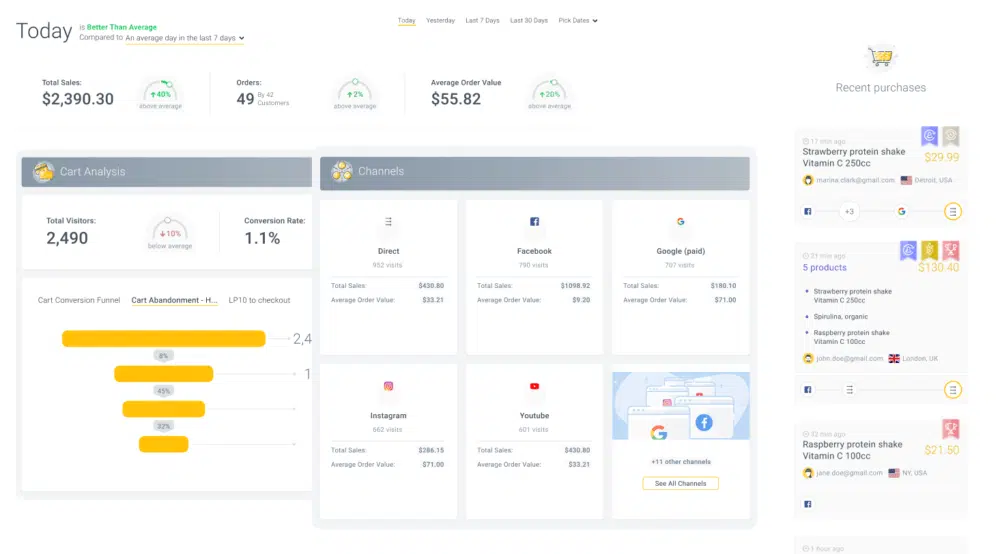 Today
is Better Than Average
Compared to An average day in the last 7 days
Today Yesterday Last 7 Days Last 30 Days Pick Dates
Total Sales:
$2,390.30
40%
above average
Orders:
49 By 42 Customers
2%
above average
Average Order Value
$55.82
20%
above average
Recent purchases
Cart Analysis
Total Visitors:
2,490
10%
below average
Conversion Rate:
1.1%
Cart Conversion Funnel Cart Abandonment - H... LP10 to checkout
2,4
8%
1
45%
32%
Channels
Direct
952 visits
Total Sales: $430.80
Average Order Value: $33.21
Facebook
790 visits
Total Sales: $1098.92
Average Order Value: $9.20
Google (paid)
707 visits
Total Sales: $180.10
Average Order Value: $71.00
Instagram
662 visits
Total Sales: $286.15
Average Order Value: $71.00
Youtube
601 visits
Total Sales: $430.80
Average Order Value: $33.21
+11 other channels
See All Channels
17 min ago
Strawberry protein shake
Vitamin C 250cc
$29.99
marina.clark@gmail.com Detroid, USA
+3
21 min ago
5 products
$130.40
Strawberry protein shake
Vitamin C 250cc
Spirulina, organic
Raspberry protein shake
Vitamin C 100cc
john.doe@gmail.com London, UK
32 min ago
Raspberry protein shake
Vitamin C 100cc
$21.50
jane.doe@gmail.com NY, USA
1 hour ago